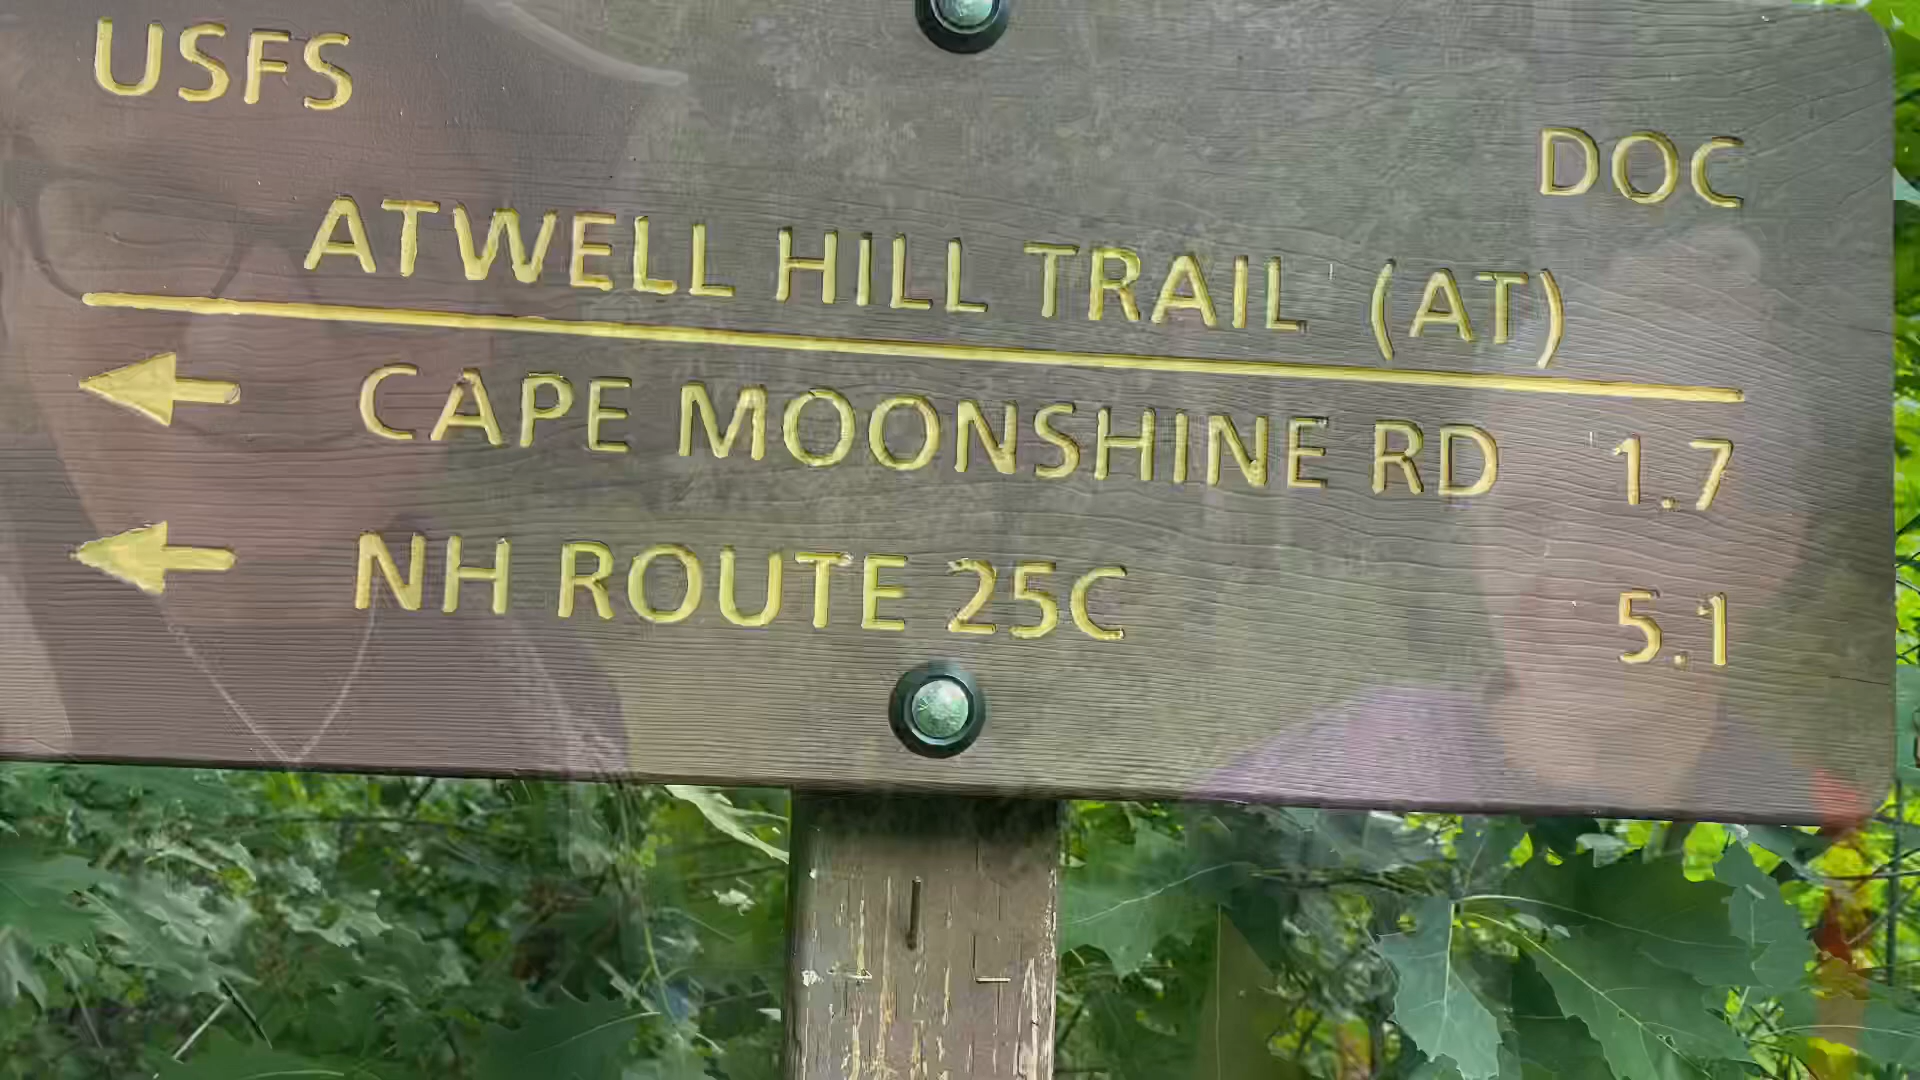 USFS
DOC
ATWELL HILL TRAIL (AT)
CAPE MOONSHINE RD 1.7
NH ROUTE 25C 5.1